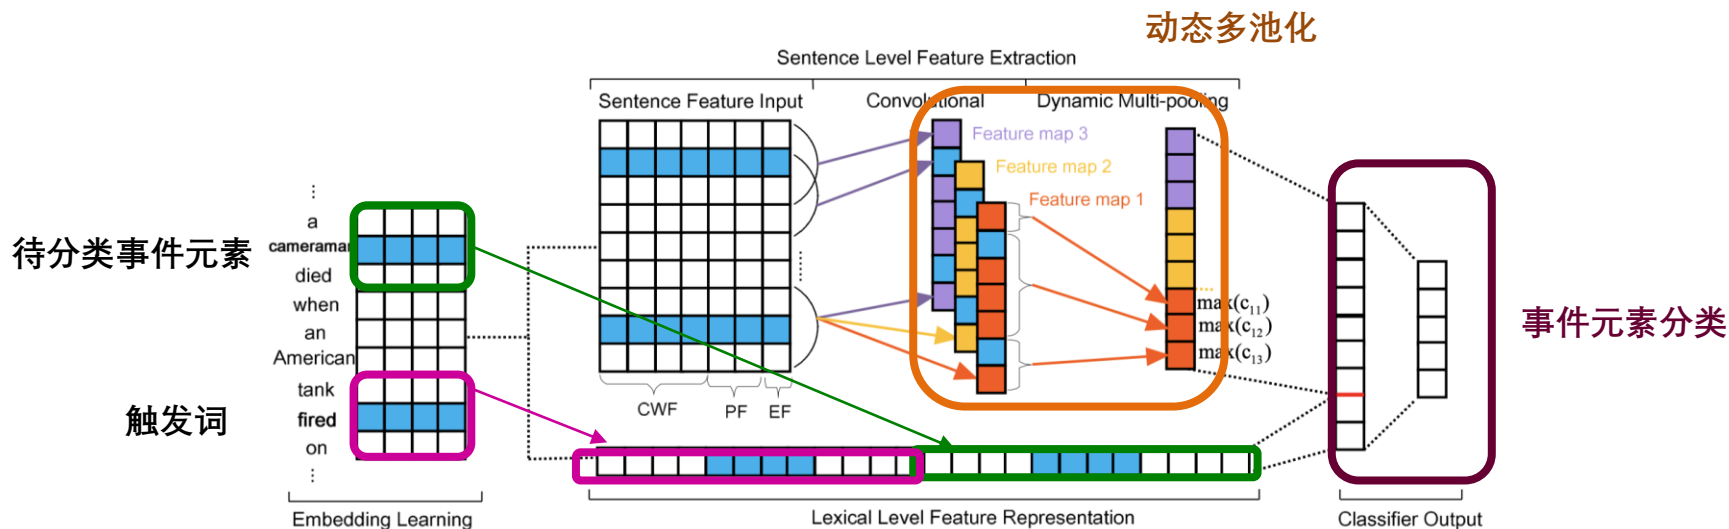 动态多池化
Sentence Level Feature Extraction
Sentence Feature Input
Convolutional
Dynamic Multi-pooling
Feature map 3
Feature map 2
Feature map 1
⋮
a
cameraman
died
when
an
American
tank
fired
on
⋮
待分类事件元素
触发词
CWF
PF
EF
max(c₁₁)
max(c₁₂)
max(c₁₃)
事件元素分类
Embedding Learning
Lexical Level Feature Representation
Classifier Output